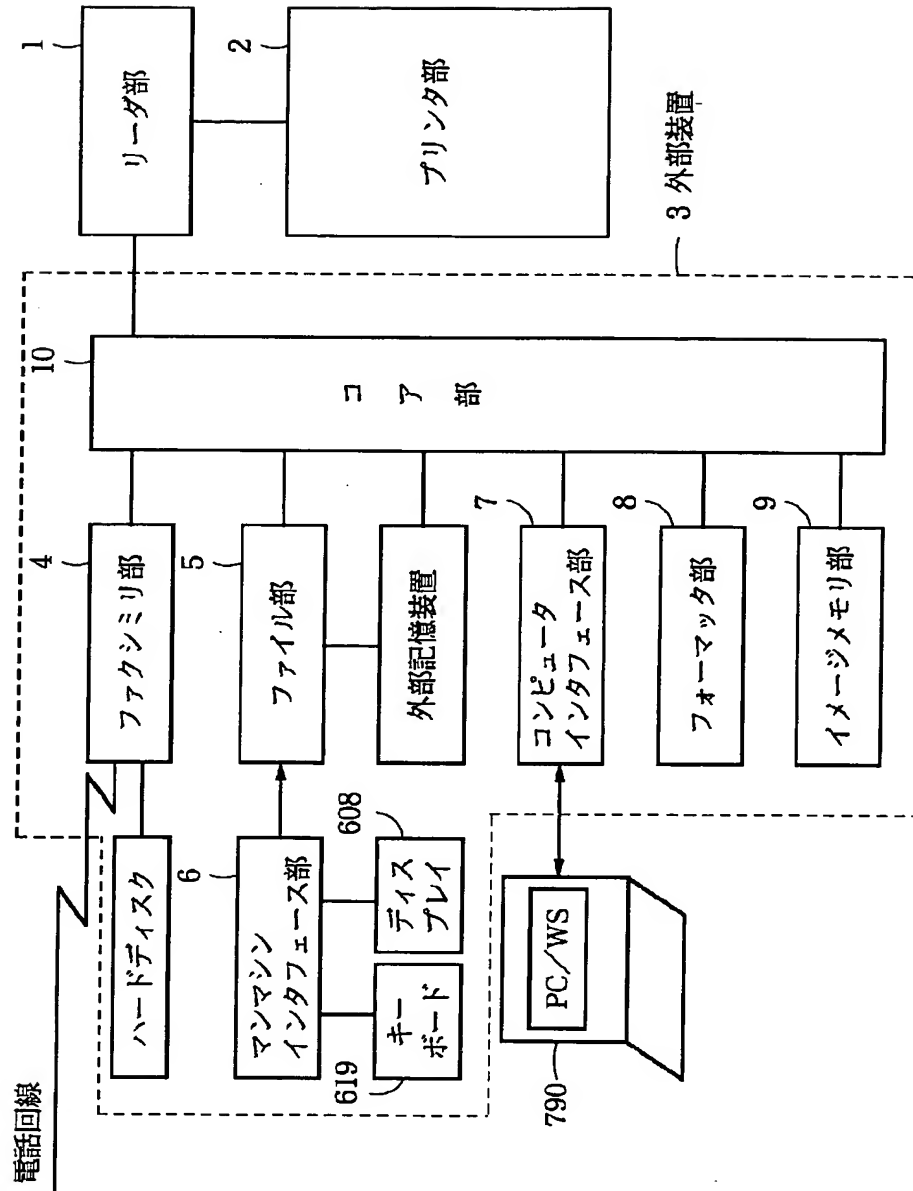 電話回線
ハードディスク
4
ファクシミリ部
10
コア部
1
リーダ部
2
プリンタ部
3 外部装置
6
マンマシン
インタフェース部
5
ファイル部
619
キー
ボード
608
ディス
プレイ
外部記憶装置
790
PC/WS
7
コンピュータ
インタフェース部
8
フォーマッタ部
9
イメージメモリ部